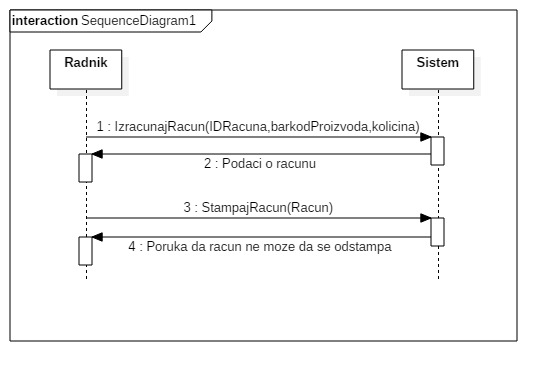 interaction SequenceDiagram1
Radnik
Sistem
1 : IzracunajRacun(IDRacuna,barkodProizvoda,kolicina)
2 : Podaci o racunu
3 : StampajRacun(Racun)
4 : Poruka da racun ne moze da se odstampa